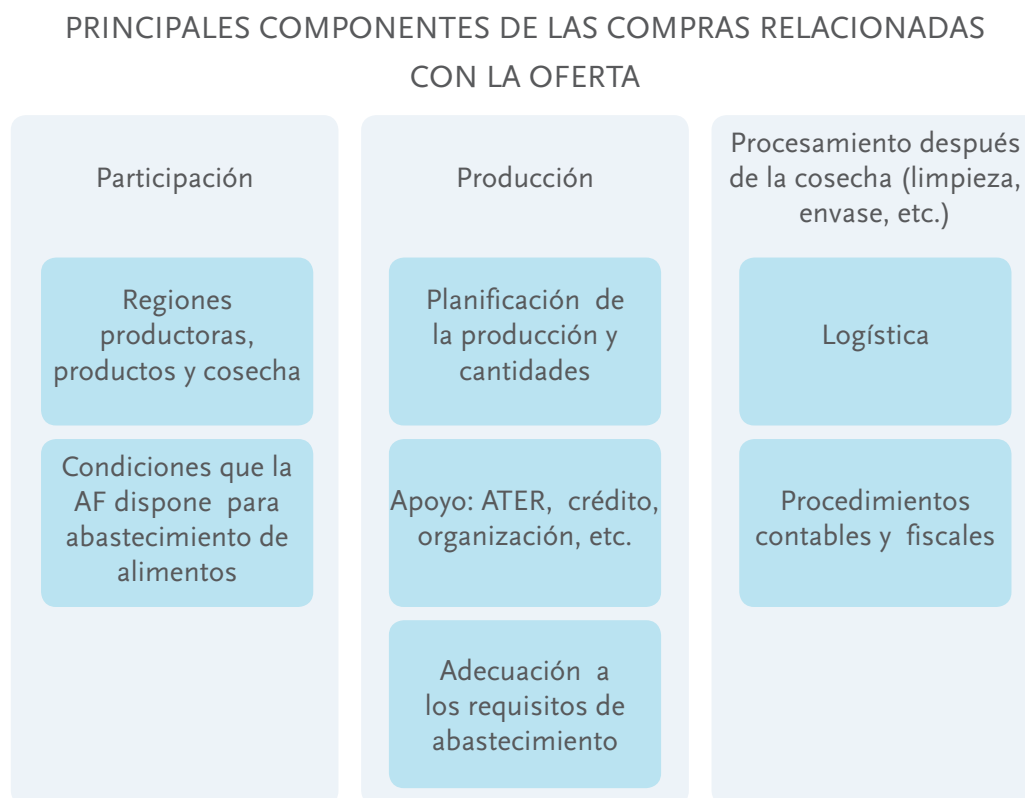 PRINCIPALES COMPONENTES DE LAS COMPRAS RELACIONADAS
CON LA OFERTA
Participación
Regiones
productoras,
productos y cosecha
Condiciones que la
AF dispone para
abastecimiento de
alimentos
Producción
Planificación de
la producción y
cantidades
Apoyo: ATER, crédito,
organización, etc.
Adecuación a
los requisitos de
abastecimiento
Procesamiento después
de la cosecha (limpieza,
envase, etc.)
Logística
Procedimientos
contables y fiscales